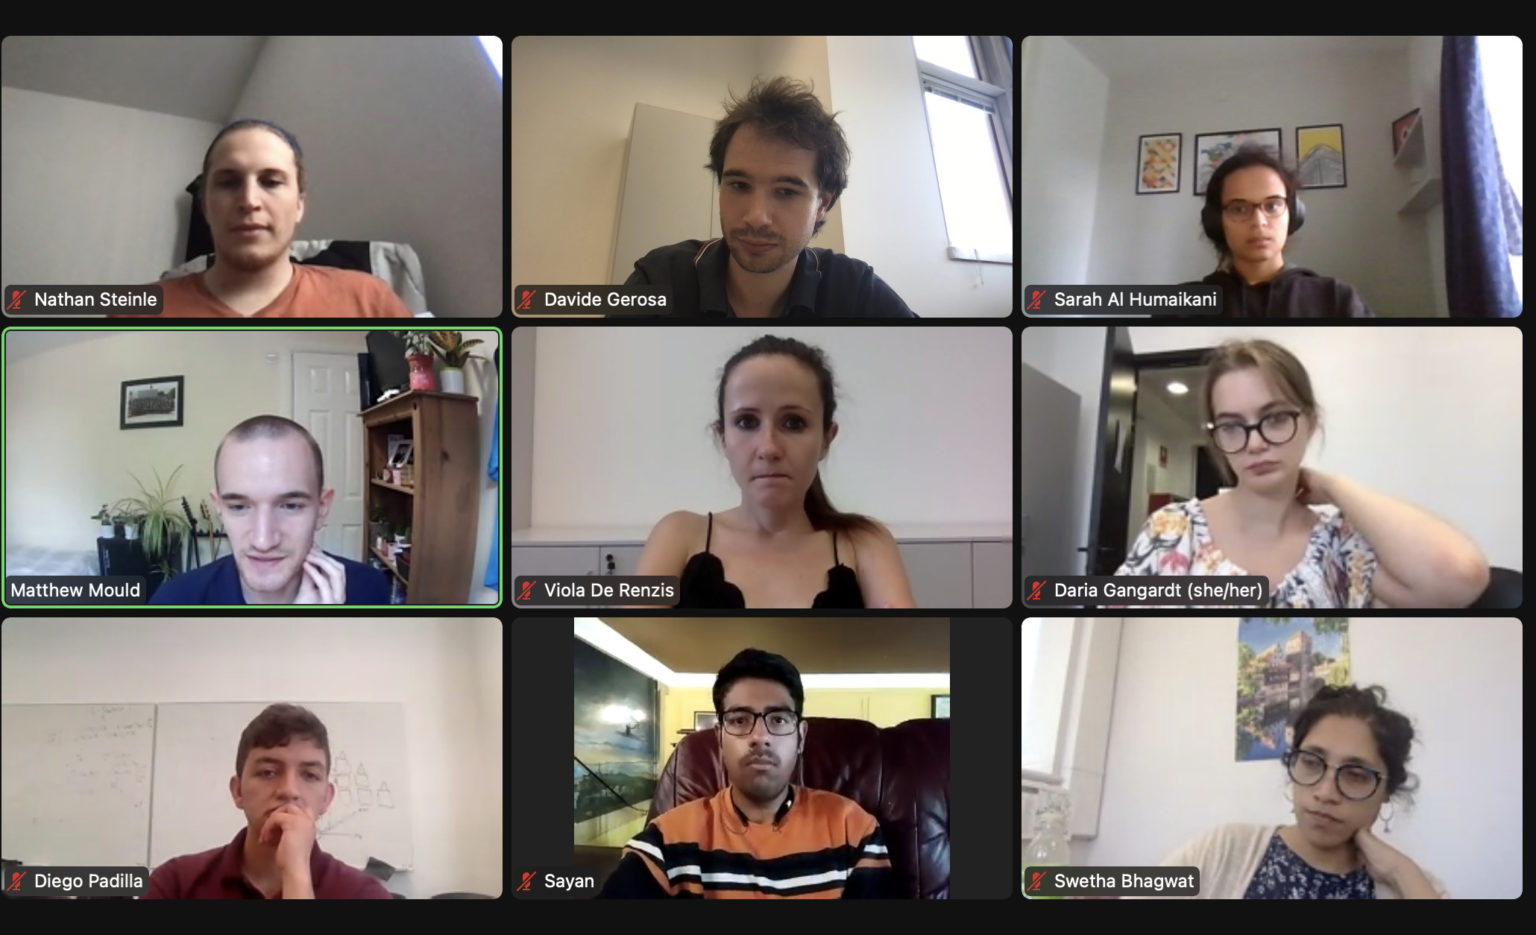 Nathan Steinle
Davide Gerosa
Sarah Al Humaikani
Matthew Mould
Viola De Renzis
Daria Gangardt (she/her)
Diego Padilla
Sayan
Swetha Bhagwat